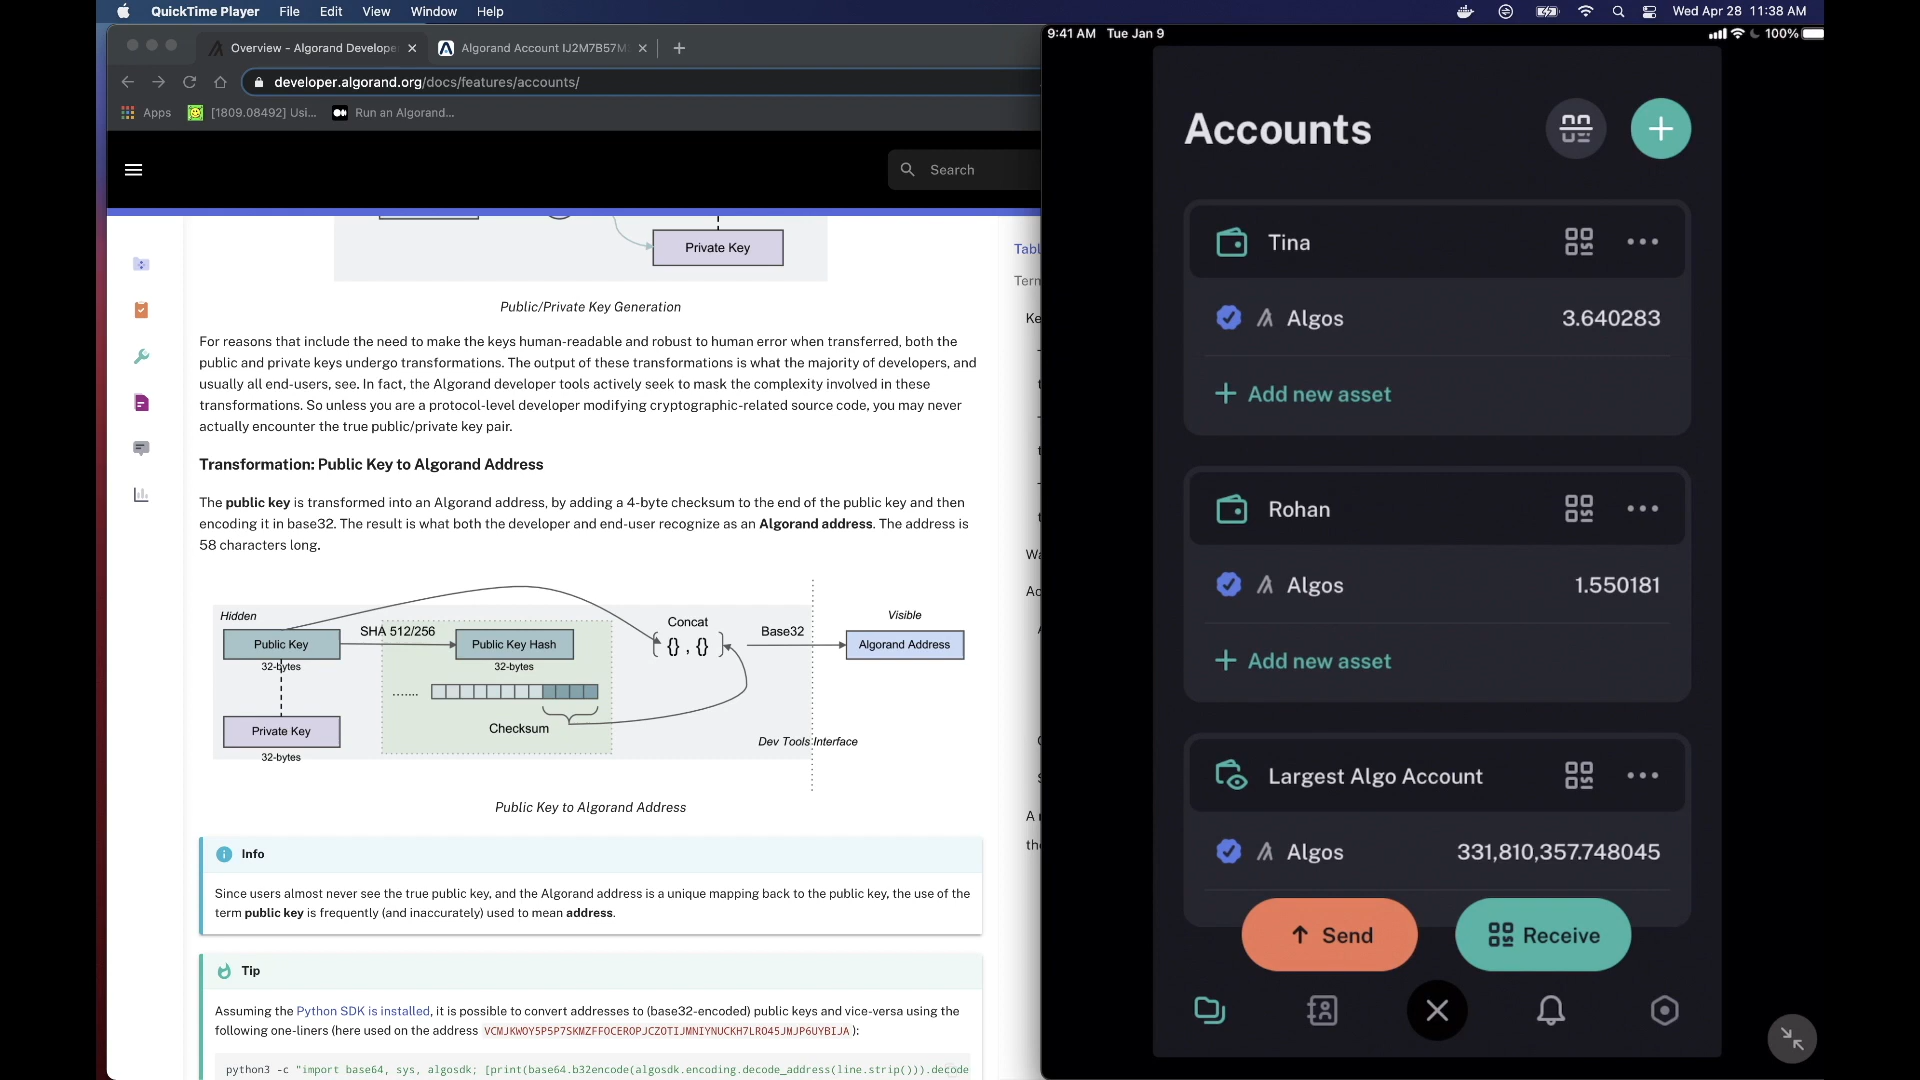 QuickTime Player File Edit View Window Help
Wed Apr 28 11:38 AM
Overview - Algorand Develope
Algorand Account IJ2M7B57M
developer.algorand.org/docs/features/accounts/
Apps
[1809.08492] Usi...
Run an Algorand...
Search
Private Key
Public/Private Key Generation
For reasons that include the need to make the keys human-readable and robust to human error when transferred, both the
public and private keys undergo transformations. The output of these transformations is what the majority of developers, and
usually all end-users, see. In fact, the Algorand developer tools actively seek to mask the complexity involved in these
transformations. So unless you are a protocol-level developer modifying cryptographic-related source code, you may never
actually encounter the true public/private key pair.
Transformation: Public Key to Algorand Address
The public key is transformed into an Algorand address, by adding a 4-byte checksum to the end of the public key and then
encoding it in base32. The result is what both the developer and end-user recognize as an Algorand address. The address is
58 characters long.
Hidden
Public Key
32-bytes
SHA 512/256
Public Key Hash
32-bytes
Concat
{} , {}
Base32
Visible
Algorand Address
.......
Checksum
Private Key
32-bytes
Dev Tools Interface
Public Key to Algorand Address
Info
Since users almost never see the true public key, and the Algorand address is a unique mapping back to the public key, the use of the
term public key is frequently (and inaccurately) used to mean address.
Tip
Assuming the Python SDK is installed, it is possible to convert addresses to (base32-encoded) public keys and vice-versa using the
following one-liners (here used on the address VCMJKWOY5P5P7SKMZFFOCEROPJCZOTIJMNIYNUCKH7LRO45JMJP6UYBIJA ):
python3 -c "import base64, sys, algosdk; [print(base64.b32encode(algosdk.encoding.decode_address(line.strip())).decode
Tabl
Term
Ke
Wa
Ac
A
the
9:41 AM Tue Jan 9
100%
Accounts
Tina
Algos 3.640283
+ Add new asset
Rohan
Algos 1.550181
+ Add new asset
Largest Algo Account
Algos 331,810,357.748045
Send
Receive